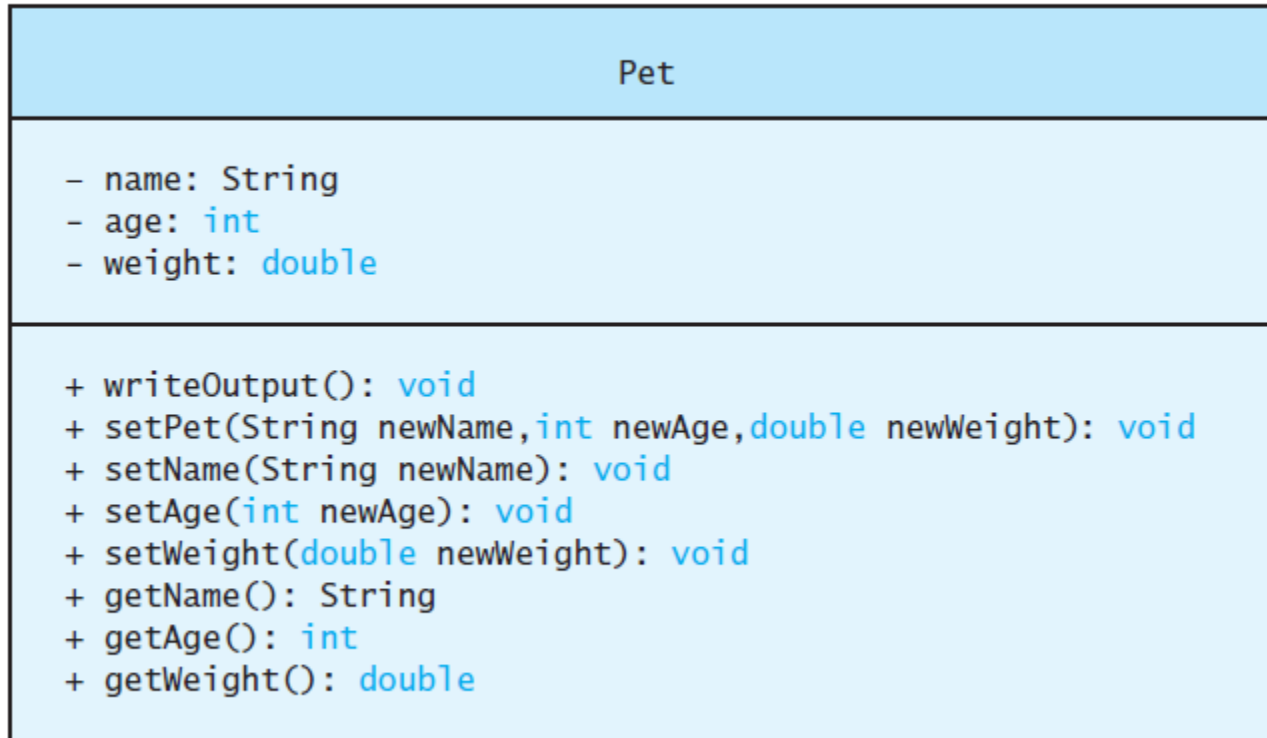 Pet
– name: String
– age: int
– weight: double
+ writeOutput(): void
+ setPet(String newName,int newAge,double newWeight): void
+ setName(String newName): void
+ setAge(int newAge): void
+ setWeight(double newWeight): void
+ getName(): String
+ getAge(): int
+ getWeight(): double